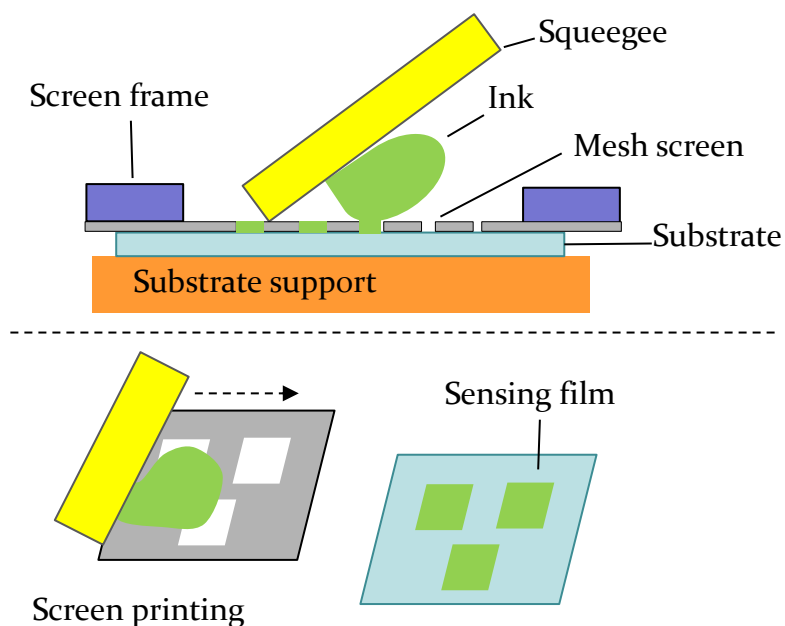 Squeegee
Screen frame
Ink
Mesh screen
Substrate
Substrate support
Sensing film
Screen printing